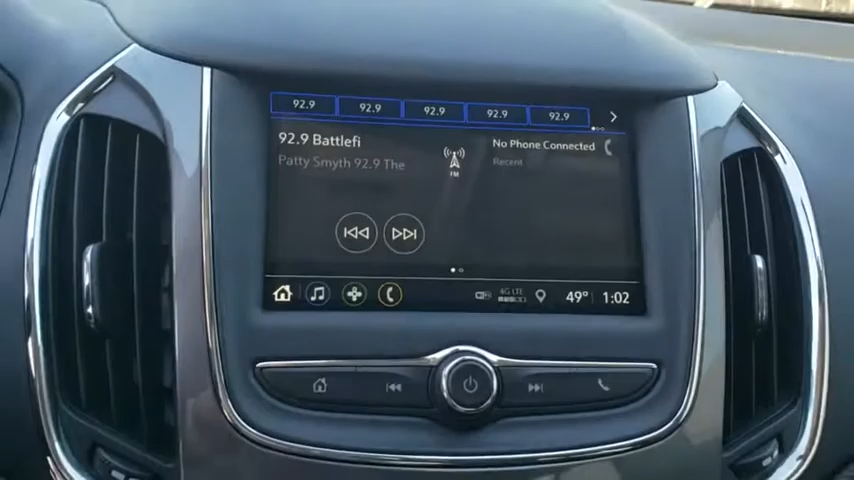 92.9 92.9 92.9 92.9 92.9
92.9 Battlefi
Patty Smyth 92.9 The
FM
No Phone Connected
Recent
4G LTE
49° 1:02